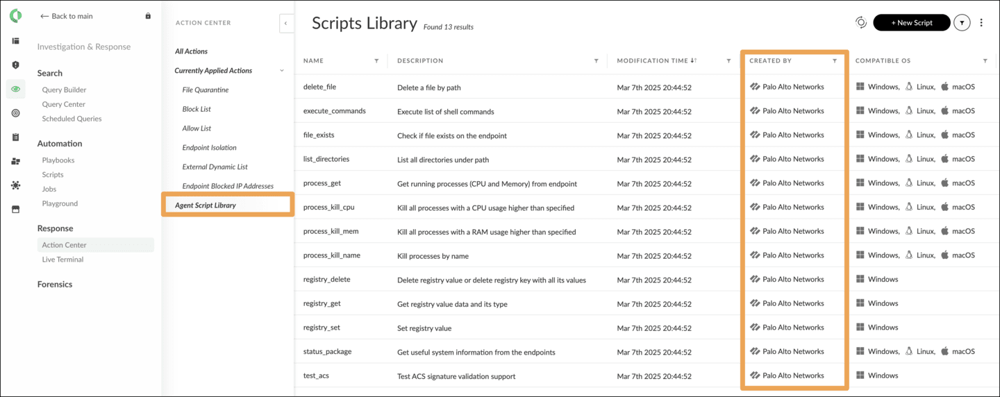 ← Back to main
Investigation & Response
Search
Query Builder
Query Center
Scheduled Queries
Automation
Playbooks
Scripts
Jobs
Playground
Response
Action Center
Live Terminal
Forensics
ACTION CENTER
All Actions
Currently Applied Actions
File Quarantine
Block List
Allow List
Endpoint Isolation
External Dynamic List
Endpoint Blocked IP Addresses
Agent Script Library
Scripts Library Found 13 results
+ New Script
NAME DESCRIPTION MODIFICATION TIME CREATED BY COMPATIBLE OS
delete_file Delete a file by path Mar 7th 2025 20:44:52 Palo Alto Networks Windows, Linux, macOS
execute_commands Execute list of shell commands Mar 7th 2025 20:44:52 Palo Alto Networks Windows, Linux, macOS
file_exists Check if file exists on the endpoint Mar 7th 2025 20:44:52 Palo Alto Networks Windows, Linux, macOS
list_directories List all directories under path Mar 7th 2025 20:44:52 Palo Alto Networks Windows, Linux, macOS
process_get Get running processes (CPU and Memory) from endpoint Mar 7th 2025 20:44:52 Palo Alto Networks Windows, Linux, macOS
process_kill_cpu Kill all processes with a CPU usage higher than specified Mar 7th 2025 20:44:52 Palo Alto Networks Windows, Linux, macOS
process_kill_mem Kill all processes with a RAM usage higher than specified Mar 7th 2025 20:44:52 Palo Alto Networks Windows, Linux, macOS
process_kill_name Kill processes by name Mar 7th 2025 20:44:52 Palo Alto Networks Windows, Linux, macOS
registry_delete Delete registry value or delete registry key with all its values Mar 7th 2025 20:44:52 Palo Alto Networks Windows
registry_get Get registry value data and its type Mar 7th 2025 20:44:52 Palo Alto Networks Windows
registry_set Set registry value Mar 7th 2025 20:44:52 Palo Alto Networks Windows
status_package Get useful system information from the endpoints Mar 7th 2025 20:44:52 Palo Alto Networks Windows, Linux, macOS
test_acs Test ACS signature validation support Mar 7th 2025 20:44:52 Palo Alto Networks Windows